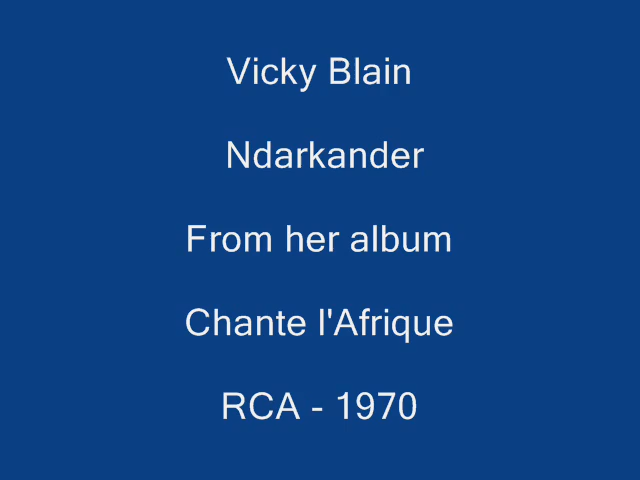 Vicky Blain
Ndarkander
From her album
Chante l'Afrique
RCA - 1970